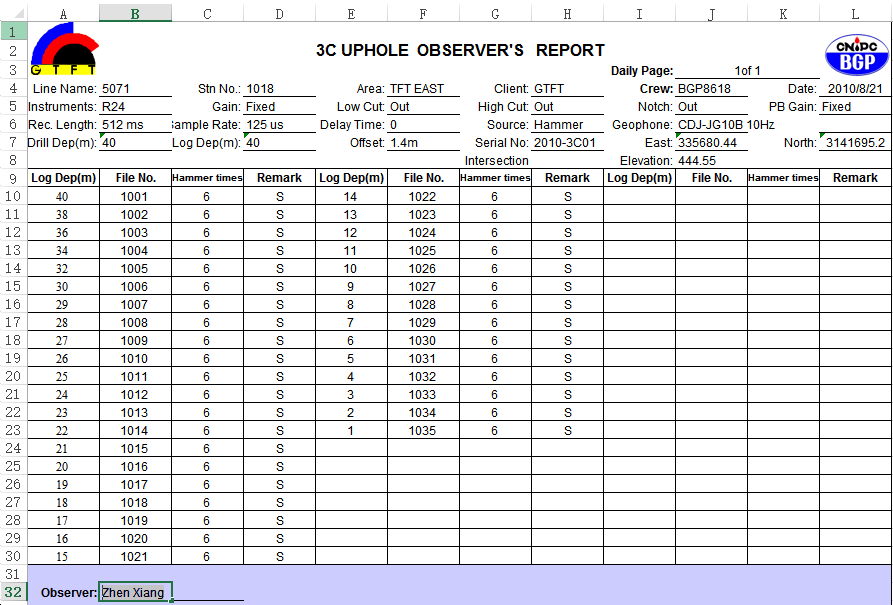 A B C D E F G H I J K L
1
GTFT
CNPC
BGP
2 3C UPHOLE OBSERVER'S REPORT
3 Daily Page: 1of 1
4 Line Name: 5071 Stn No.: 1018 Area: TFT EAST Client: GTFT Crew: BGP8618 Date: 2010/8/21
5 Instruments: R24 Gain: Fixed Low Cut: Out High Cut: Out Notch: Out PB Gain: Fixed
6 Rec. Length: 512 ms ample Rate: 125 us Delay Time: 0 Source: Hammer Geophone: CDJ-JG10B 10Hz
7 Drill Dep(m): 40 Log Dep(m): 40 Offset: 1.4m Serial No: 2010-3C01 East: 335680.44 North: 3141695.2
8 Intersection Elevation: 444.55
9 Log Dep(m) File No. Hammer times Remark Log Dep(m) File No. Hammer times Remark Log Dep(m) File No. Hammer times Remark
10 40 1001 6 S 14 1022 6 S
11 38 1002 6 S 13 1023 6 S
12 36 1003 6 S 12 1024 6 S
13 34 1004 6 S 11 1025 6 S
14 32 1005 6 S 10 1026 6 S
15 30 1006 6 S 9 1027 6 S
16 29 1007 6 S 8 1028 6 S
17 28 1008 6 S 7 1029 6 S
18 27 1009 6 S 6 1030 6 S
19 26 1010 6 S 5 1031 6 S
20 25 1011 6 S 4 1032 6 S
21 24 1012 6 S 3 1033 6 S
22 23 1013 6 S 2 1034 6 S
23 22 1014 6 S 1 1035 6 S
24 21 1015 6 S
25 20 1016 6 S
26 19 1017 6 S
27 18 1018 6 S
28 17 1019 6 S
29 16 1020 6 S
30 15 1021 6 S
31
32 Observer: Zhen Xiang